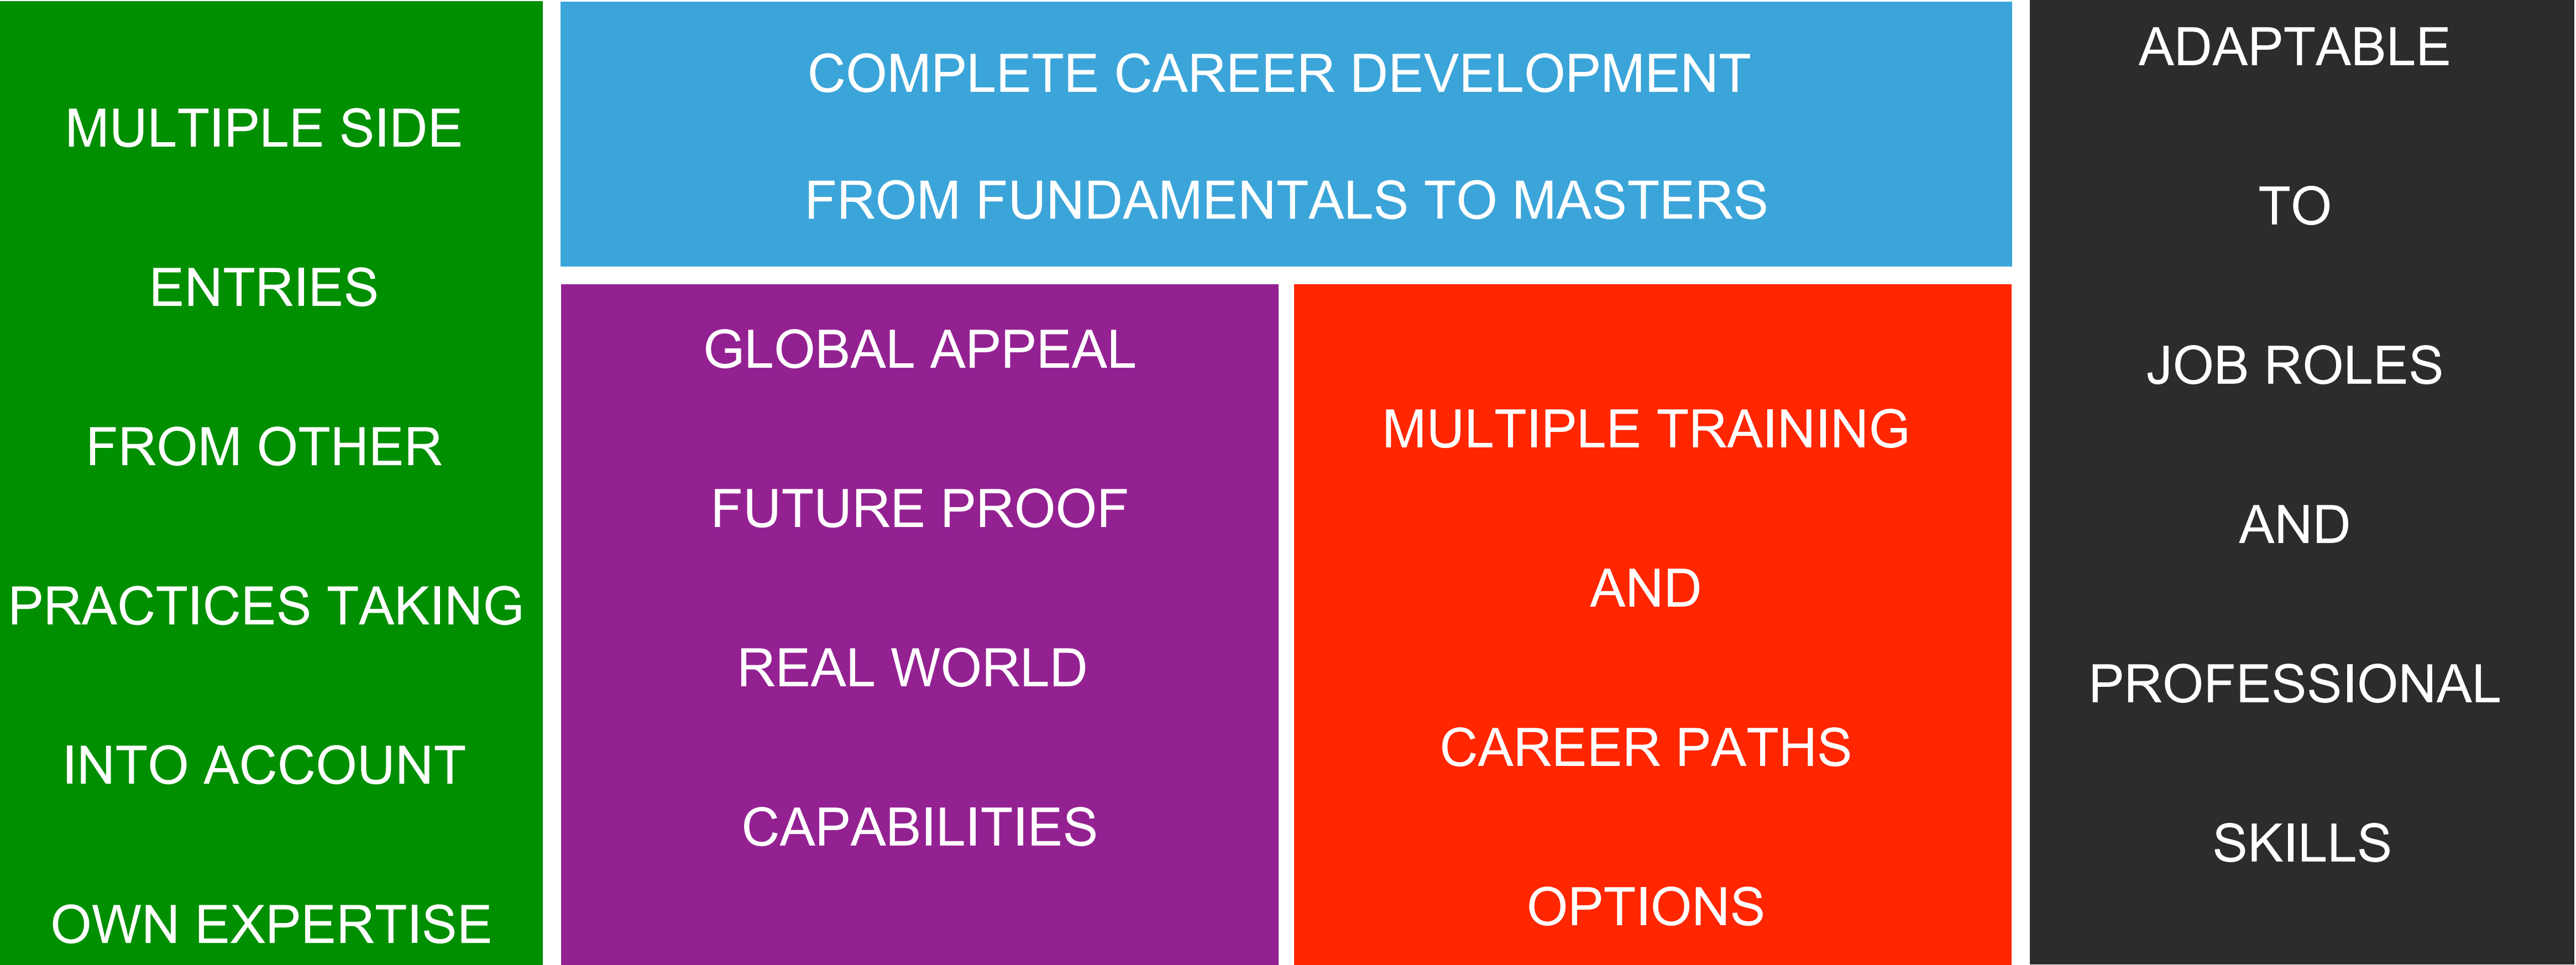 MULTIPLE SIDE
ENTRIES
FROM OTHER
PRACTICES TAKING
INTO ACCOUNT
OWN EXPERTISE
COMPLETE CAREER DEVELOPMENT
FROM FUNDAMENTALS TO MASTERS
GLOBAL APPEAL
FUTURE PROOF
REAL WORLD
CAPABILITIES
MULTIPLE TRAINING
AND
CAREER PATHS
OPTIONS
ADAPTABLE
TO
JOB ROLES
AND
PROFESSIONAL
SKILLS